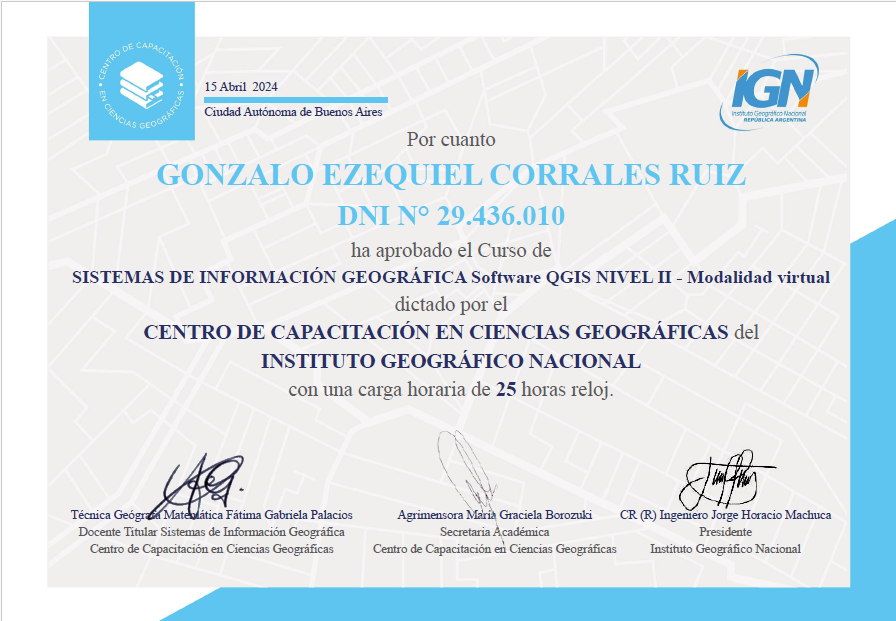 CENTRO DE CAPACITACIÓN
EN CIENCIAS GEOGRÁFICAS
15 Abril 2024
Ciudad Autónoma de Buenos Aires
IGN
Instituto Geográfico Nacional
REPÚBLICA ARGENTINA
Por cuanto
GONZALO EZEQUIEL CORRALES RUIZ
DNI N° 29.436.010
ha aprobado el Curso de
SISTEMAS DE INFORMACIÓN GEOGRÁFICA Software QGIS NIVEL II - Modalidad virtual
dictado por el
CENTRO DE CAPACITACIÓN EN CIENCIAS GEOGRÁFICAS del
INSTITUTO GEOGRÁFICO NACIONAL
con una carga horaria de 25 horas reloj.
Técnica Geógrafa Matemática Fátima Gabriela Palacios
Docente Titular Sistemas de Información Geográfica
Centro de Capacitación en Ciencias Geográficas
Agrimensora María Graciela Borozuki
Secretaria Académica
Centro de Capacitación en Ciencias Geográficas
CR (R) Ingeniero Jorge Horacio Machuca
Presidente
Instituto Geográfico Nacional